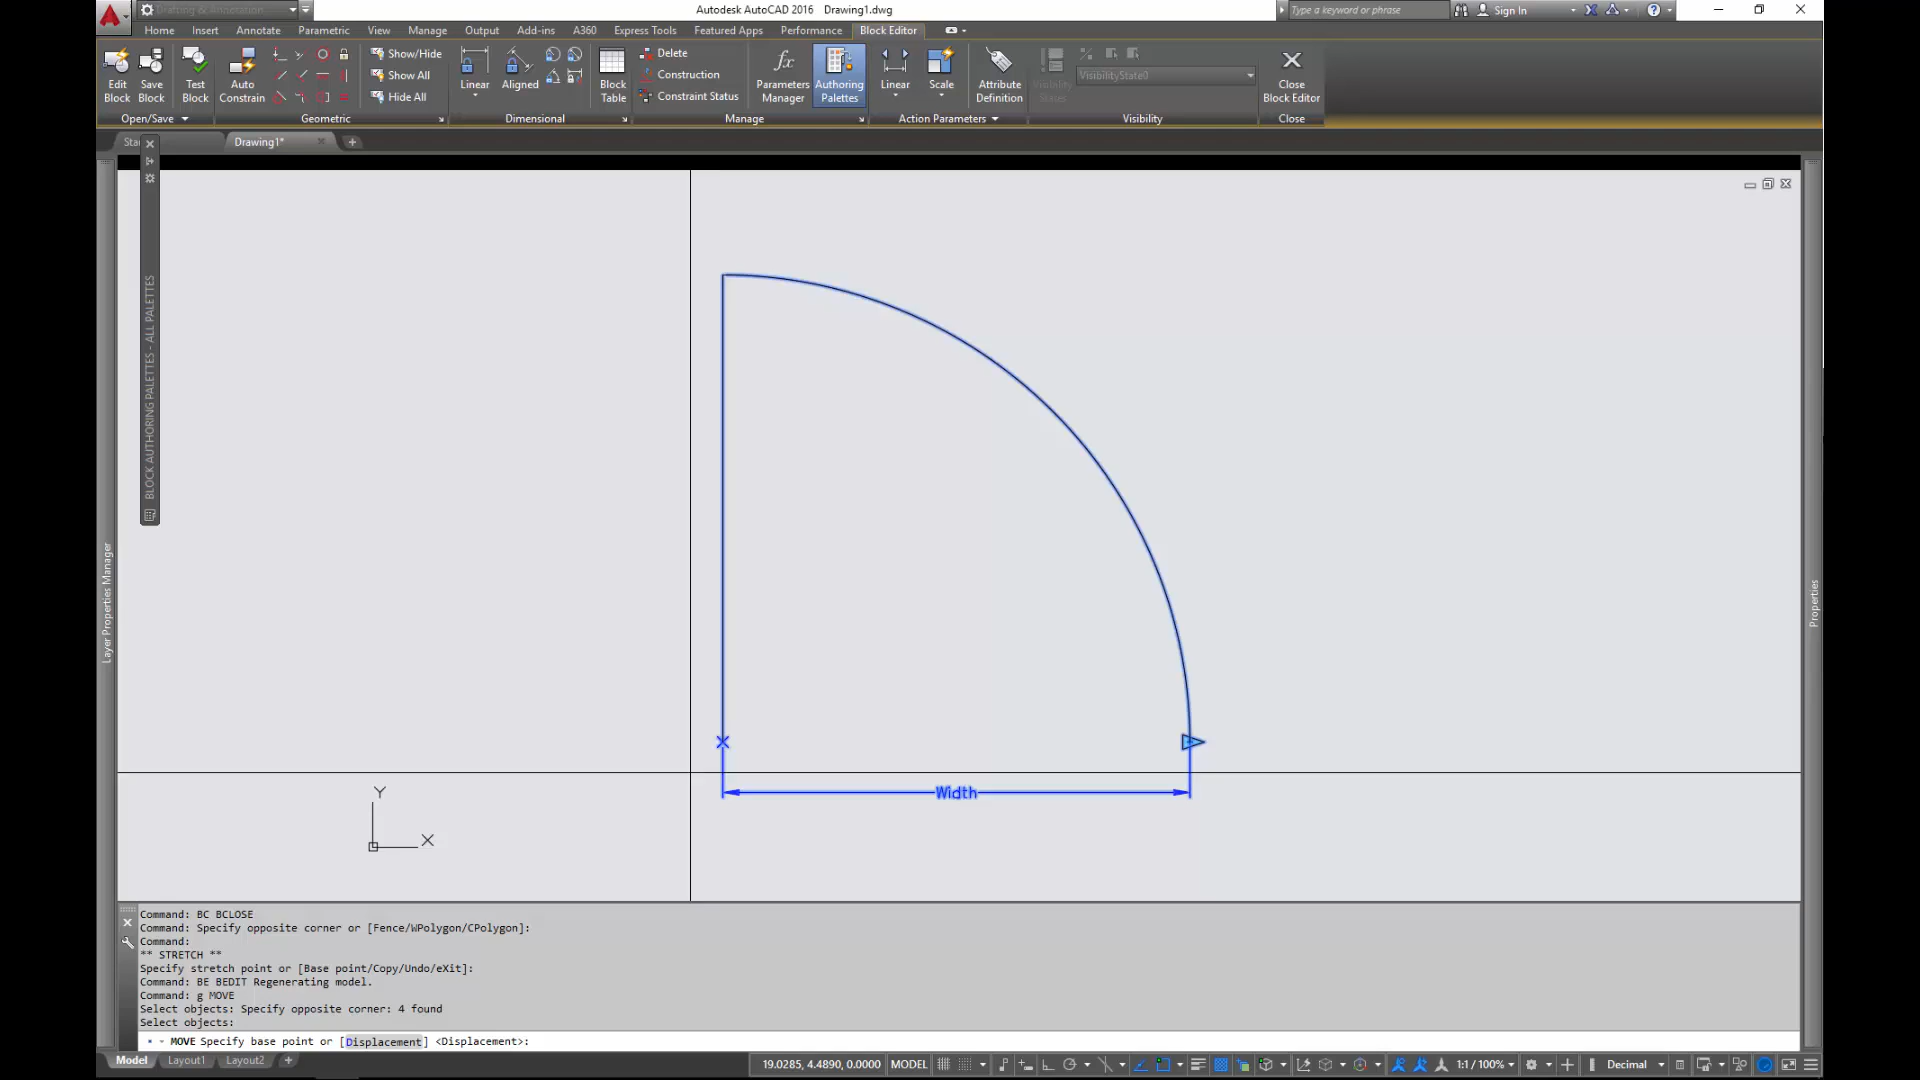 Drafting & Annotation
Autodesk AutoCAD 2016 Drawing1.dwg
Type a keyword or phrase
Sign In
Home Insert Annotate Parametric View Manage Output Add-ins A360 Express Tools Featured Apps Performance Block Editor
Edit Block
Save Block
Test Block
Auto Constrain
Show/Hide
Show All
Hide All
Linear
Aligned
Block Table
Delete
Construction
Constraint Status
fx
Parameters Manager
Authoring Palettes
Linear
Scale
Attribute Definition
Visibility States
VisibilityState0
Close Block Editor
Open/Save Geometric Dimensional Manage Action Parameters Visibility Close
Sta
Drawing1*
BLOCK AUTHORING PALETTES - ALL PALETTES
Layer Properties Manager
Properties
Width
Y
X
Command: BC BCLOSE
Command: Specify opposite corner or [Fence/WPolygon/CPolygon]:
Command:
** STRETCH **
Specify stretch point or [Base point/Copy/Undo/eXit]:
Command: BE BEDIT Regenerating model.
Command: g MOVE
Select objects: Specify opposite corner: 4 found
Select objects:
MOVE Specify base point or [Displacement] <Displacement>:
Model Layout1 Layout2 +
19.0285, 4.4890, 0.0000 MODEL 1:1 / 100% Decimal